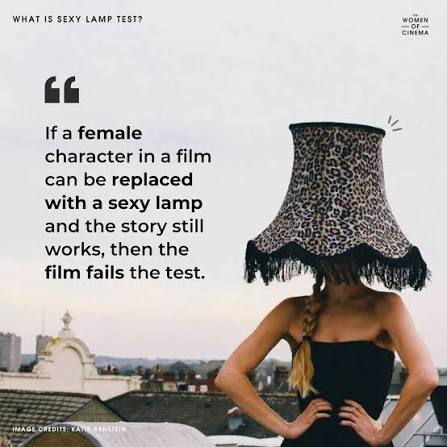 WHAT IS SEXY LAMP TEST?
THE
WOMEN
OF
CINEMA
If a female
character in a film
can be replaced
with a sexy lamp
and the story still
works, then the
film fails the test.
IMAGE CREDITS: KATIE ARNSTEIN